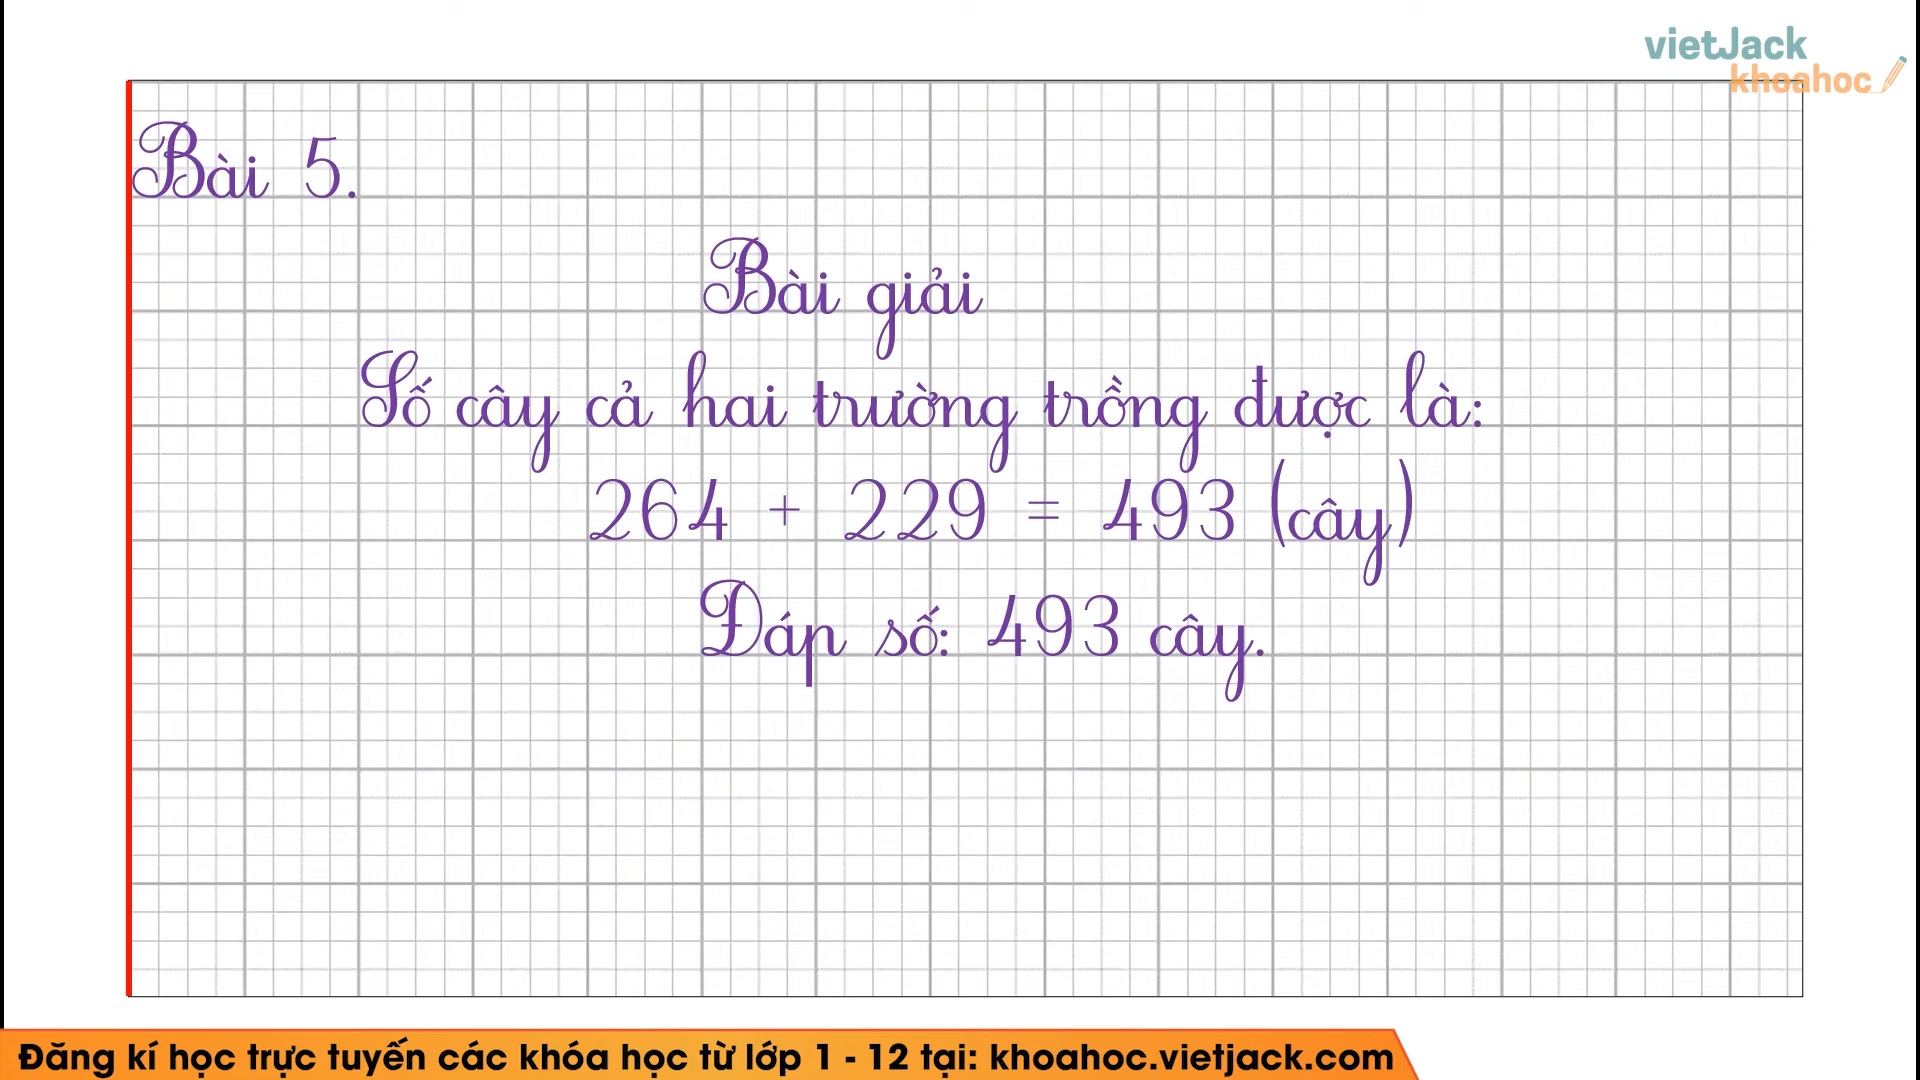 vietJack
khoahoc
Bài 5.
Bài giải
Số cây cả hai trường trồng được là:
264 + 229 = 493 (cây)
Đáp số: 493 cây.
Đăng kí học trực tuyến các khóa học từ lớp 1 - 12 tại: khoahoc.vietjack.com